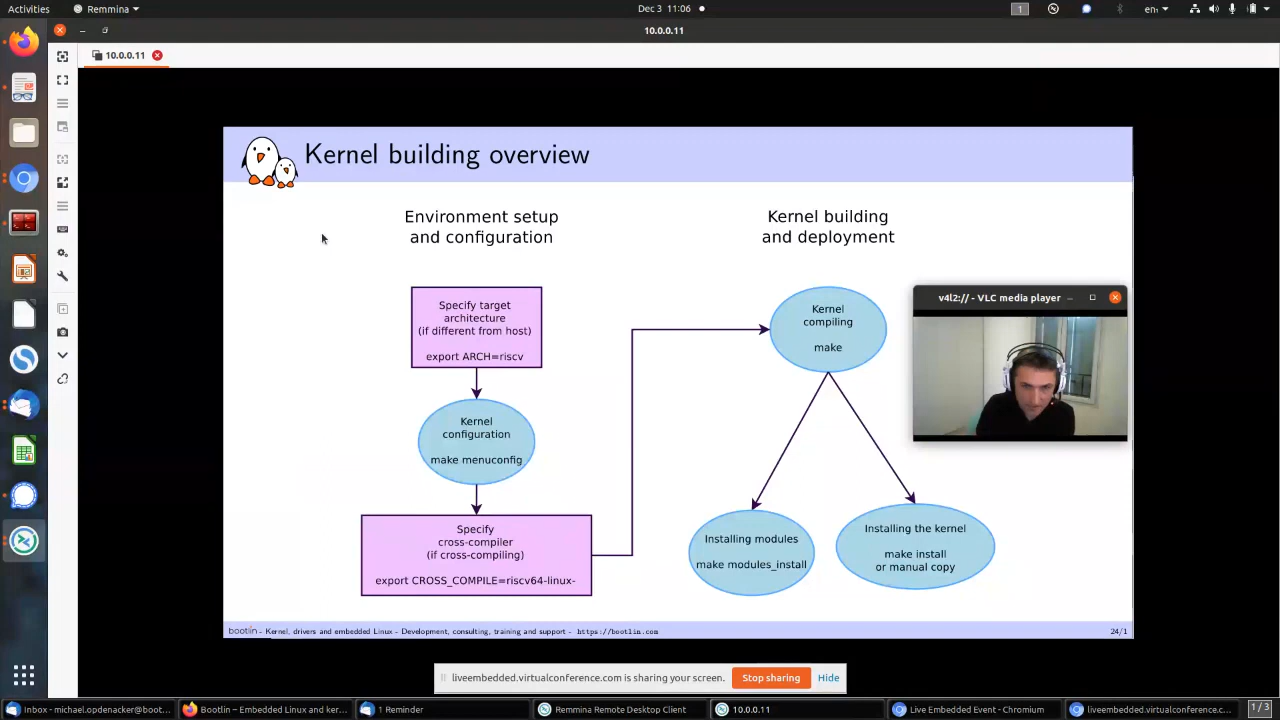 Activities
Remmina
Dec 3 11:06
1
en
10.0.0.11
10.0.0.11
Kernel building overview
Environment setup
and configuration
Specify target
architecture
(if different from host)
export ARCH=riscv
Kernel
configuration
make menuconfig
Specify
cross-compiler
(if cross-compiling)
export CROSS_COMPILE=riscv64-linux-
Kernel building
and deployment
Kernel
compiling
make
Installing modules
make modules_install
Installing the kernel
make install
or manual copy
v4l2:// - VLC media player
bootlin - Kernel, drivers and embedded Linux - Development, consulting, training and support - https://bootlin.com
24/1
liveembedded.virtualconference.com is sharing your screen.
Stop sharing
Hide
Inbox - michael.opdenacker@boot...
Bootlin – Embedded Linux and ker...
1 Reminder
Remmina Remote Desktop Client
10.0.0.11
Live Embedded Event - Chromium
liveembedded.virtualconference.c...
1 / 3